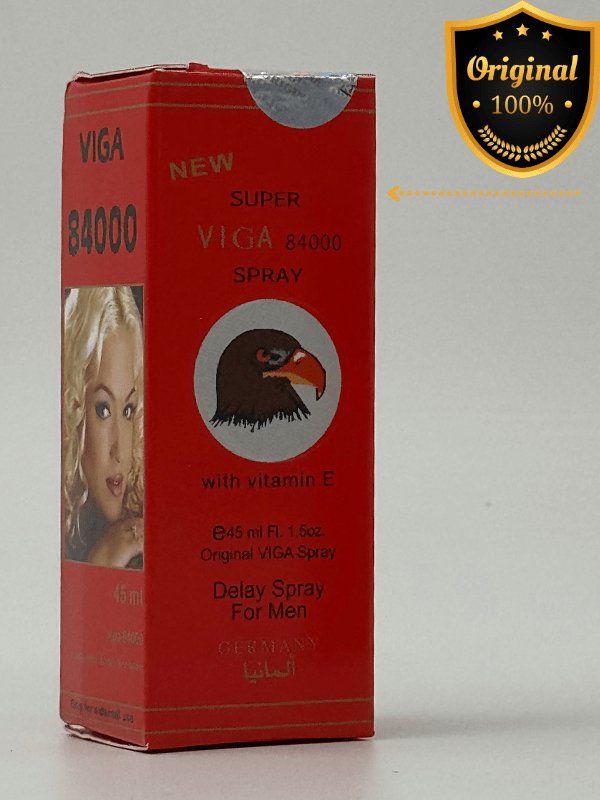 Original
100%
VIGA
84000
45 ml
NEW
SUPER
VIGA 84000
SPRAY
with vitamin E
e45 ml Fl. 1,5oz.
Original VIGA Spray
Delay Spray
For Men
GERMANY
ألمانيا